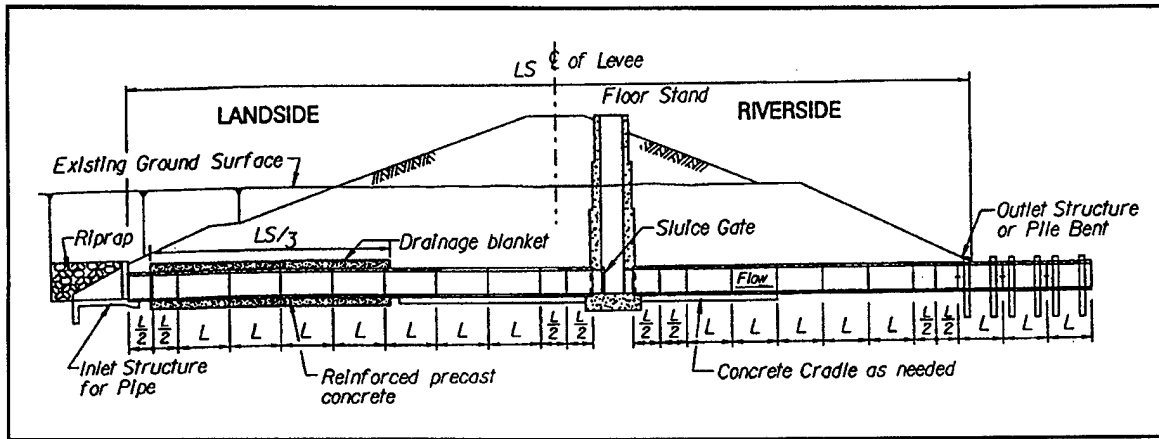 LS ℄ of Levee
Floor Stand
LANDSIDE
RIVERSIDE
Existing Ground Surface
Riprap
LS/3
Drainage blanket
Sluice Gate
Outlet Structure
or Pile Bent
Flow
L/2 L/2 L L L L L L L L/2 L/2 L/2 L/2 L L L L L L/2 L/2 L L L
Inlet Structure
for Pipe
Reinforced precast
concrete
Concrete Cradle as needed